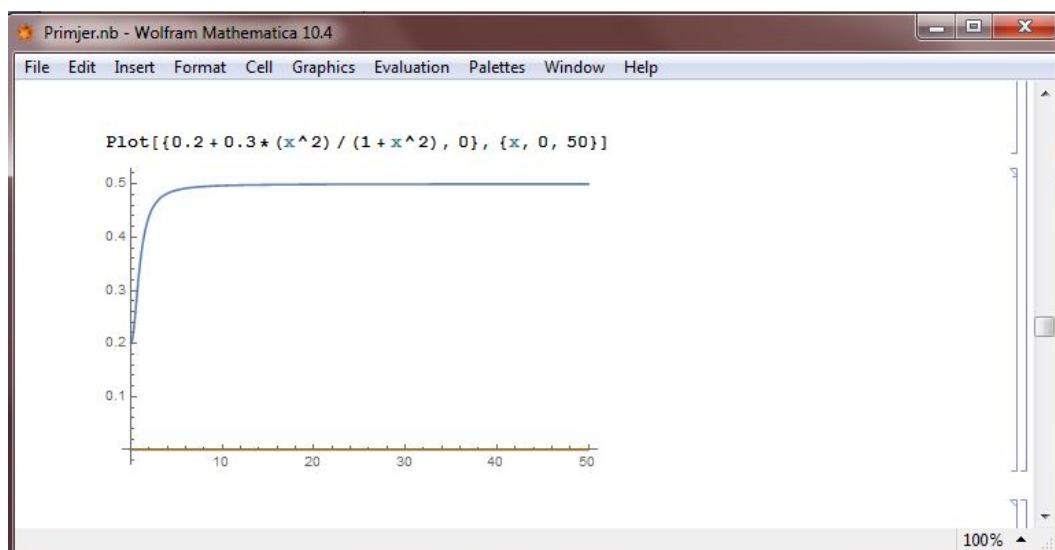 Primjer.nb - Wolfram Mathematica 10.4
File Edit Insert Format Cell Graphics Evaluation Palettes Window Help
Plot[{0.2 + 0.3 * (x^2) / (1 + x^2), 0}, {x, 0, 50}]
0.5
0.4
0.3
0.2
0.1
10 20 30 40 50
100%